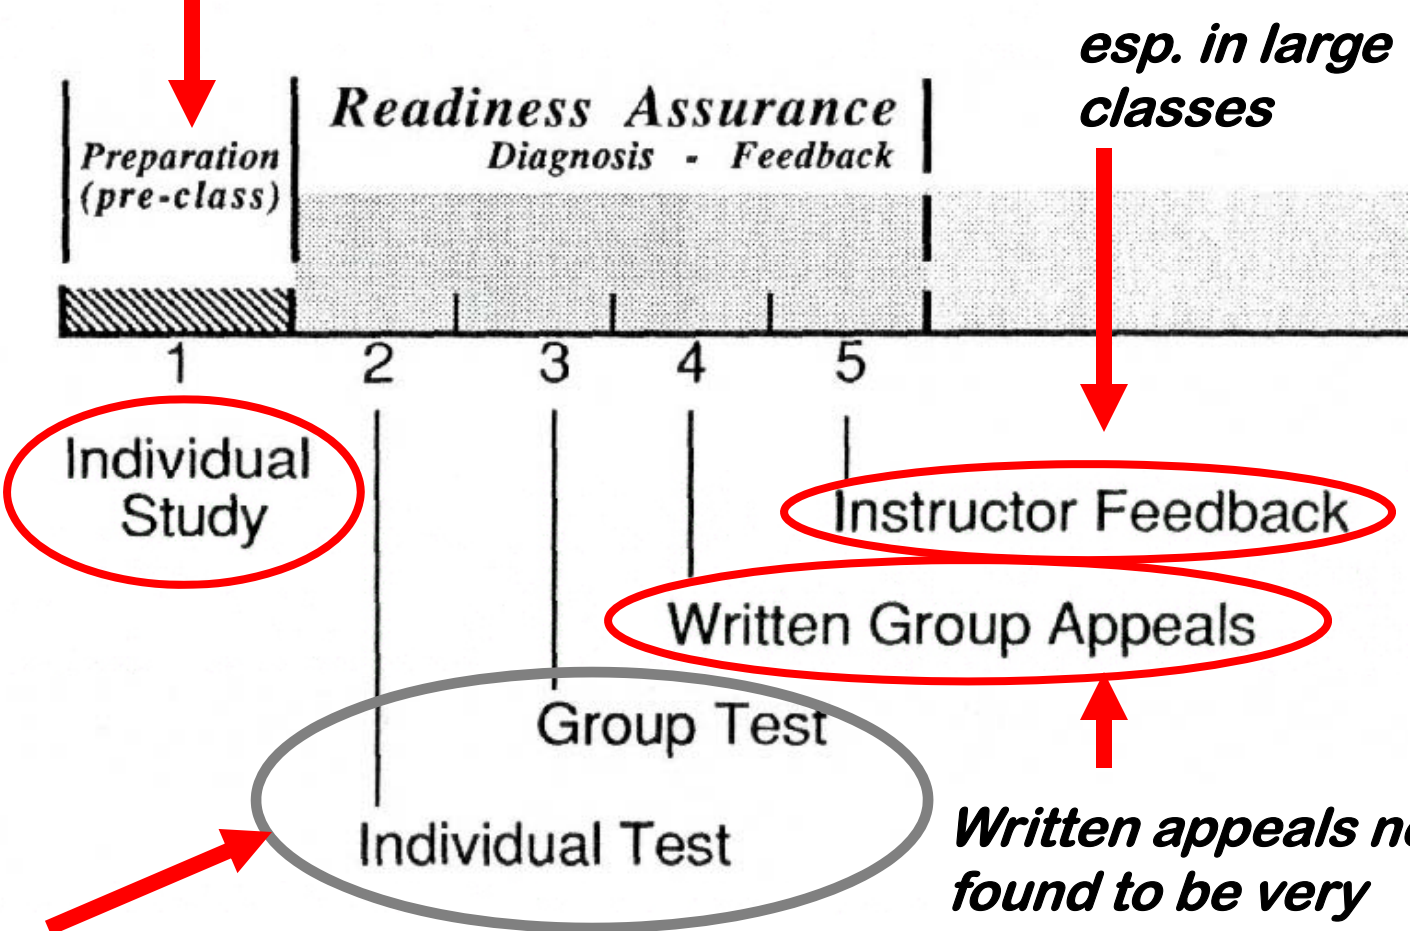 esp. in large
classes
Readiness Assurance
Diagnosis - Feedback
Preparation
(pre-class)
1 2 3 4 5
Individual
Study
Instructor Feedback
Written Group Appeals
Group Test
Individual Test
Written appeals
found to be very